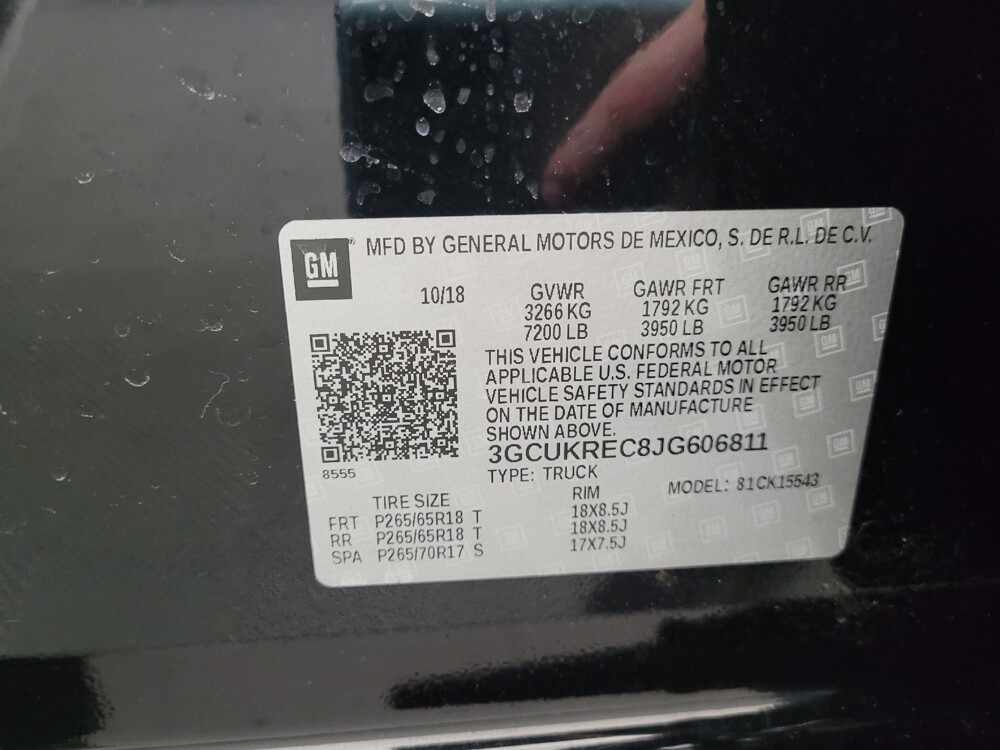 GM
MFD BY GENERAL MOTORS DE MEXICO, S. DE R.L. DE C.V.
10/18
GVWR GAWR FRT GAWR RR
3266 KG 1792 KG 1792 KG
7200 LB 3950 LB 3950 LB
THIS VEHICLE CONFORMS TO ALL
APPLICABLE U.S. FEDERAL MOTOR
VEHICLE SAFETY STANDARDS IN EFFECT
ON THE DATE OF MANUFACTURE
SHOWN ABOVE.
3GCUKREC8JG606811
8555
TYPE: TRUCK
MODEL: 81CK15543
TIRE SIZE RIM
FRT P265/65R18 T 18X8.5J
RR P265/65R18 T 18X8.5J
SPA P265/70R17 S 17X7.5J